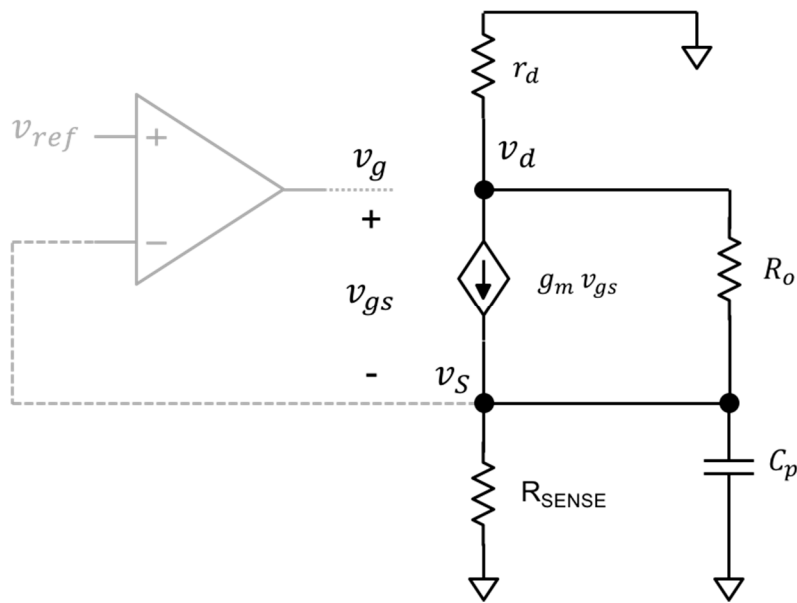 r_d
v_ref
+
v_g
v_d
+
−
v_gs
g_m v_gs
R_o
-
v_S
C_p
R_SENSE